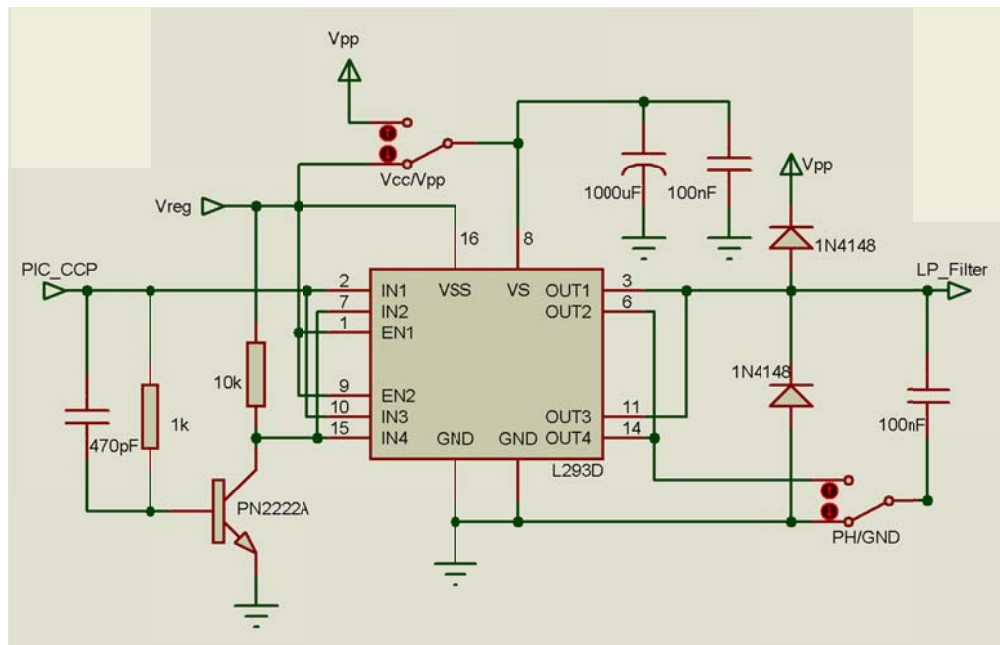 Vpp
Vcc/Vpp
1000uF
100nF
Vpp
Vreg
16
8
1N4148
PIC_CCP
LP_Filter
2
IN1
VSS
VS
OUT1
3
7
IN2
OUT2
6
1
EN1
10k
1N4148
9
EN2
10
IN3
OUT3
11
15
IN4
GND
GND
OUT4
14
470pF
1k
100nF
L293D
PN2222A
PH/GND